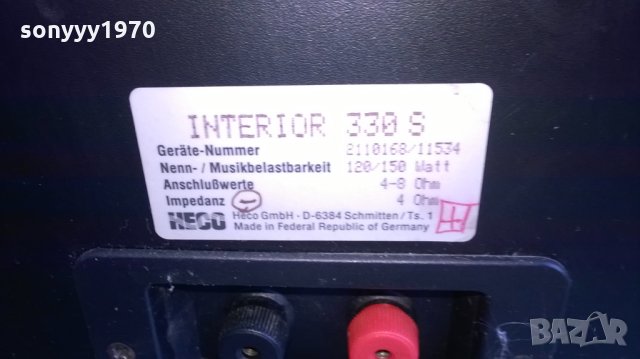 sonyyy1970
INTERIOR 330 S
Geräte-Nummer 2110168/11534
Nenn- / Musikbelastbarkeit 120/150 Watt
Anschlußwerte 4-8 Ohm
Impedanz 4 Ohm
HECO Heco GmbH · D-6384 Schmitten/Ts. 1
Made in Federal Republic of Germany
BAZAR